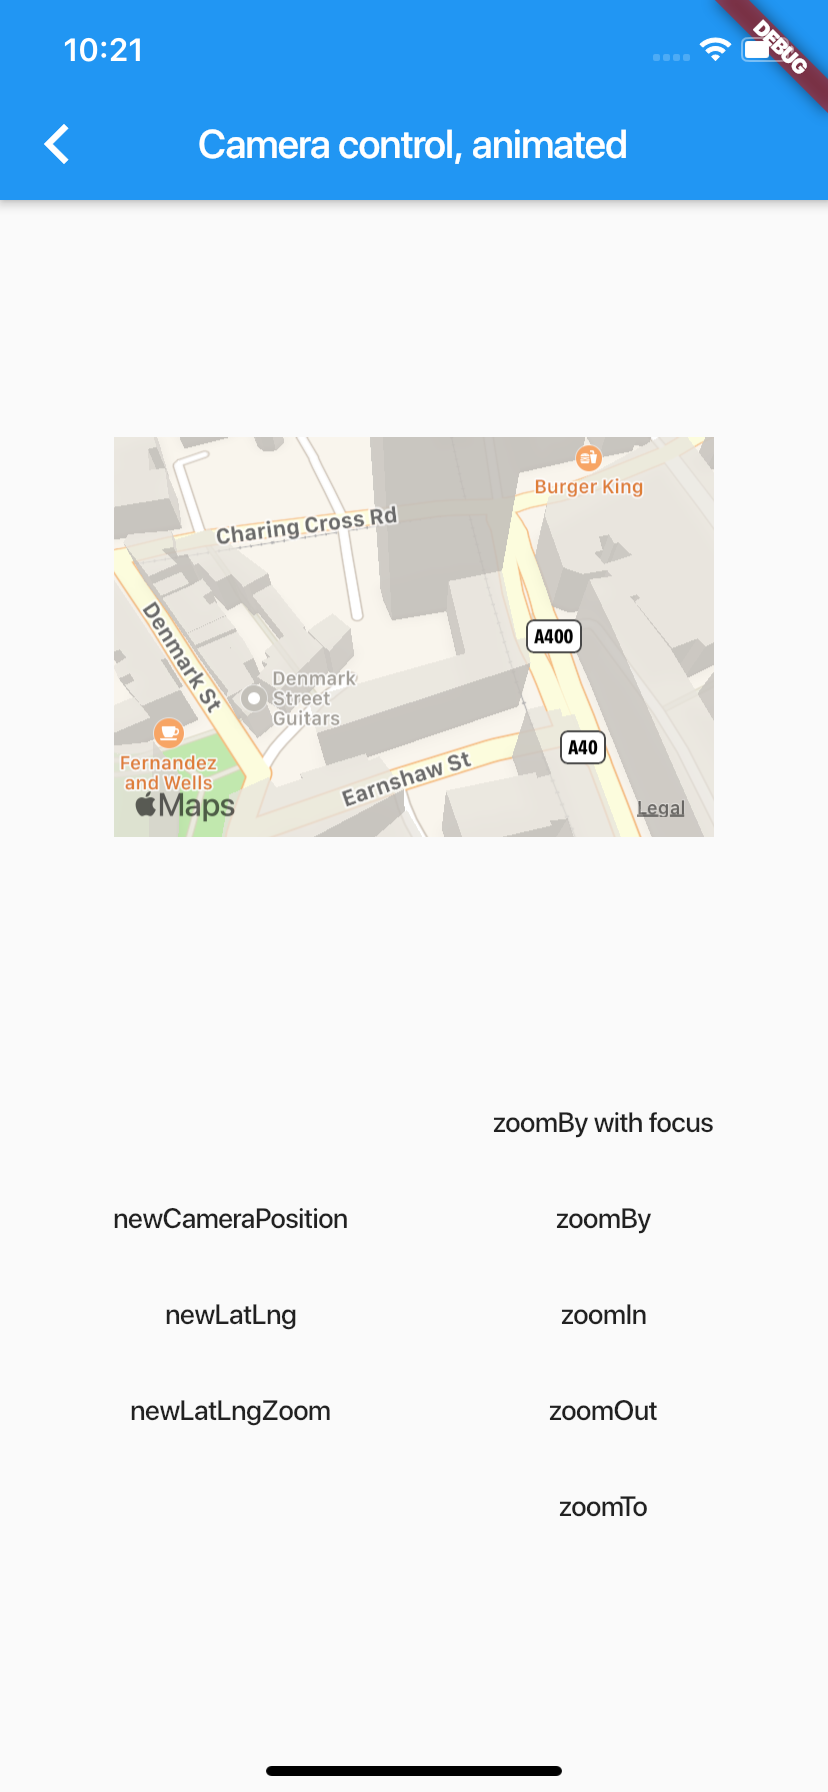 10:21
DEBUG
Camera control, animated
Burger King
Charing Cross Rd
A400
Denmark St
Denmark
Street
Guitars
A40
Fernandez
and Wells
Earnshaw St
Maps
Legal
zoomBy with focus
newCameraPosition
zoomBy
newLatLng
zoomIn
newLatLngZoom
zoomOut
zoomTo